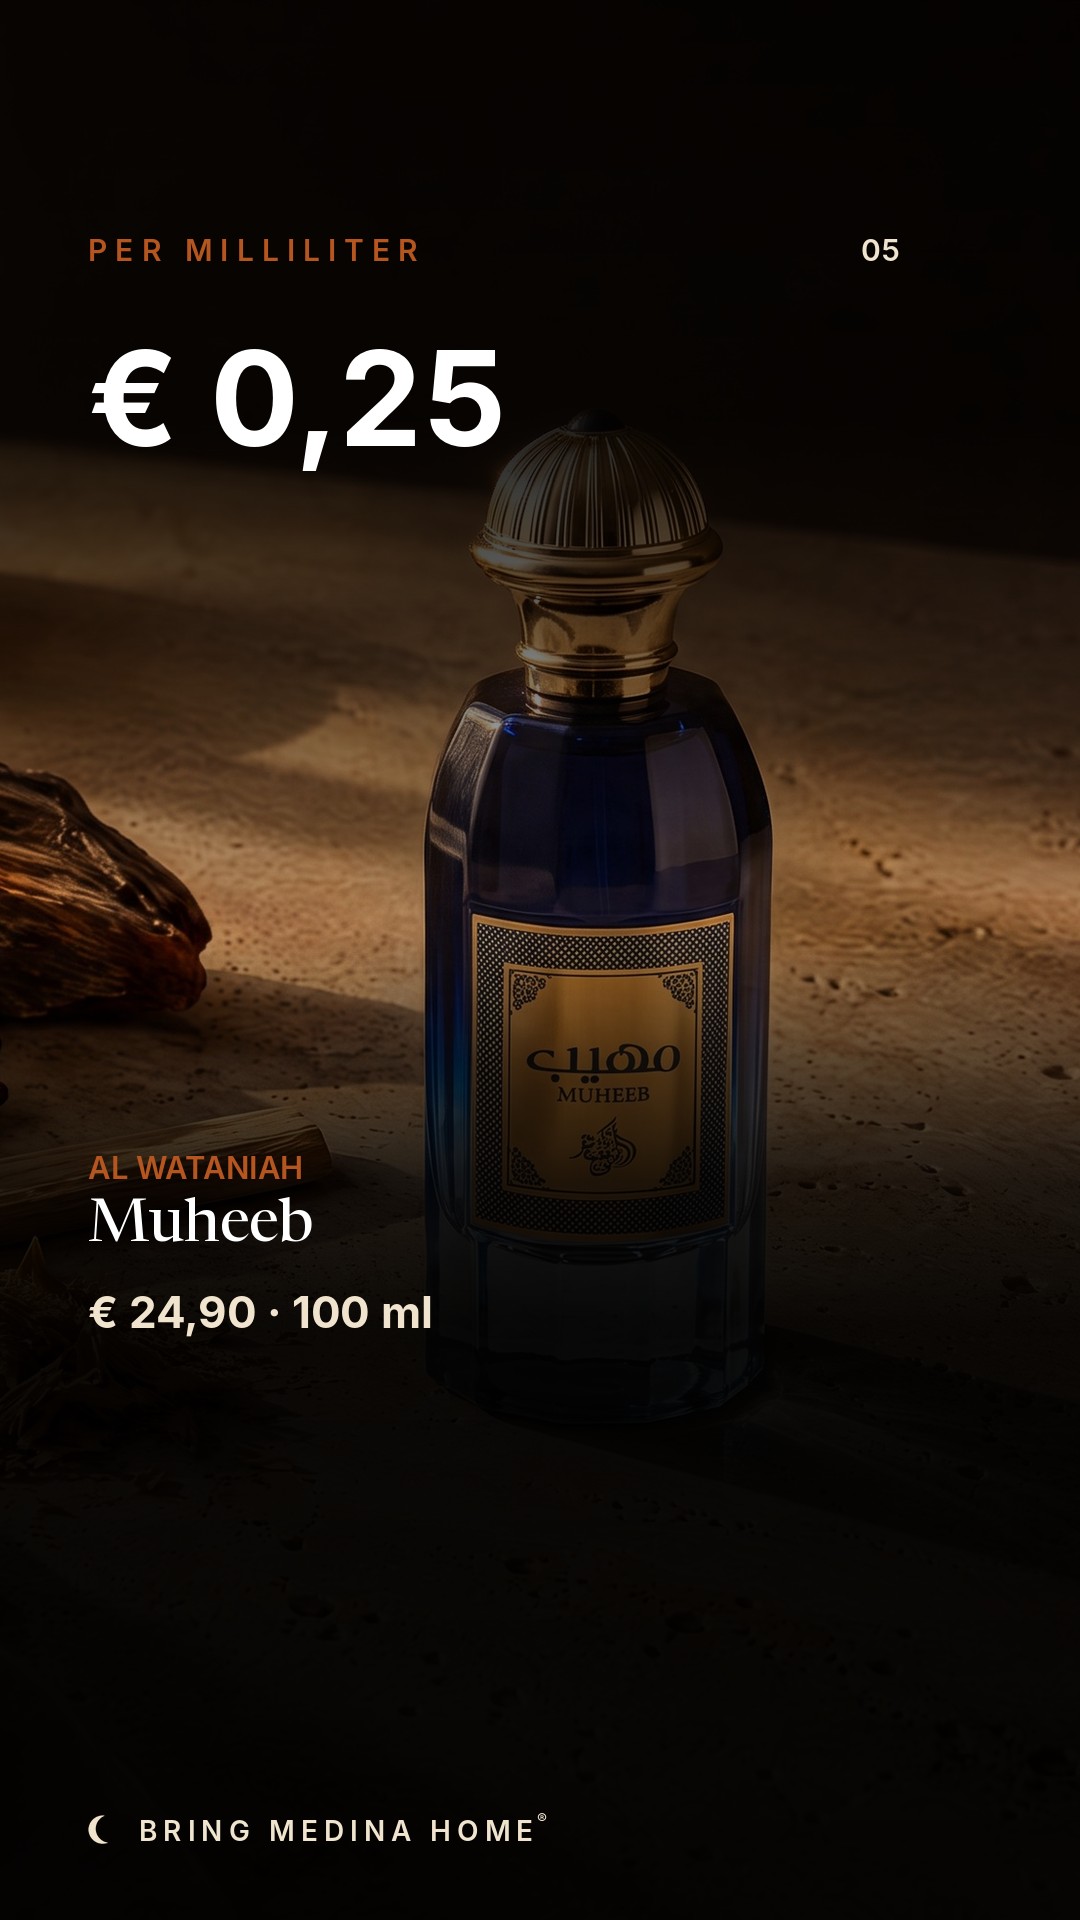 PER MILLILITER
05
€ 0,25
مهيب
MUHEEB
AL WATANIAH
Muheeb
€ 24,90 · 100 ml
BRING MEDINA HOME®